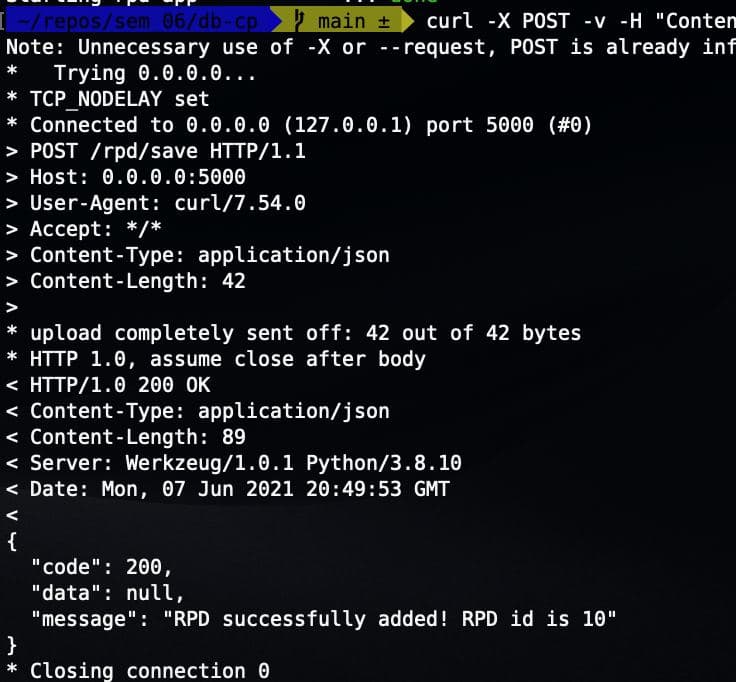 ~/repos/sem_06/db-cp main ± curl -X POST -v -H "Conten
Note: Unnecessary use of -X or --request, POST is already inf
*   Trying 0.0.0.0...
* TCP_NODELAY set
* Connected to 0.0.0.0 (127.0.0.1) port 5000 (#0)
> POST /rpd/save HTTP/1.1
> Host: 0.0.0.0:5000
> User-Agent: curl/7.54.0
> Accept: */*
> Content-Type: application/json
> Content-Length: 42
>
* upload completely sent off: 42 out of 42 bytes
* HTTP 1.0, assume close after body
< HTTP/1.0 200 OK
< Content-Type: application/json
< Content-Length: 89
< Server: Werkzeug/1.0.1 Python/3.8.10
< Date: Mon, 07 Jun 2021 20:49:53 GMT
<
{
  "code": 200,
  "data": null,
  "message": "RPD successfully added! RPD id is 10"
}
* Closing connection 0